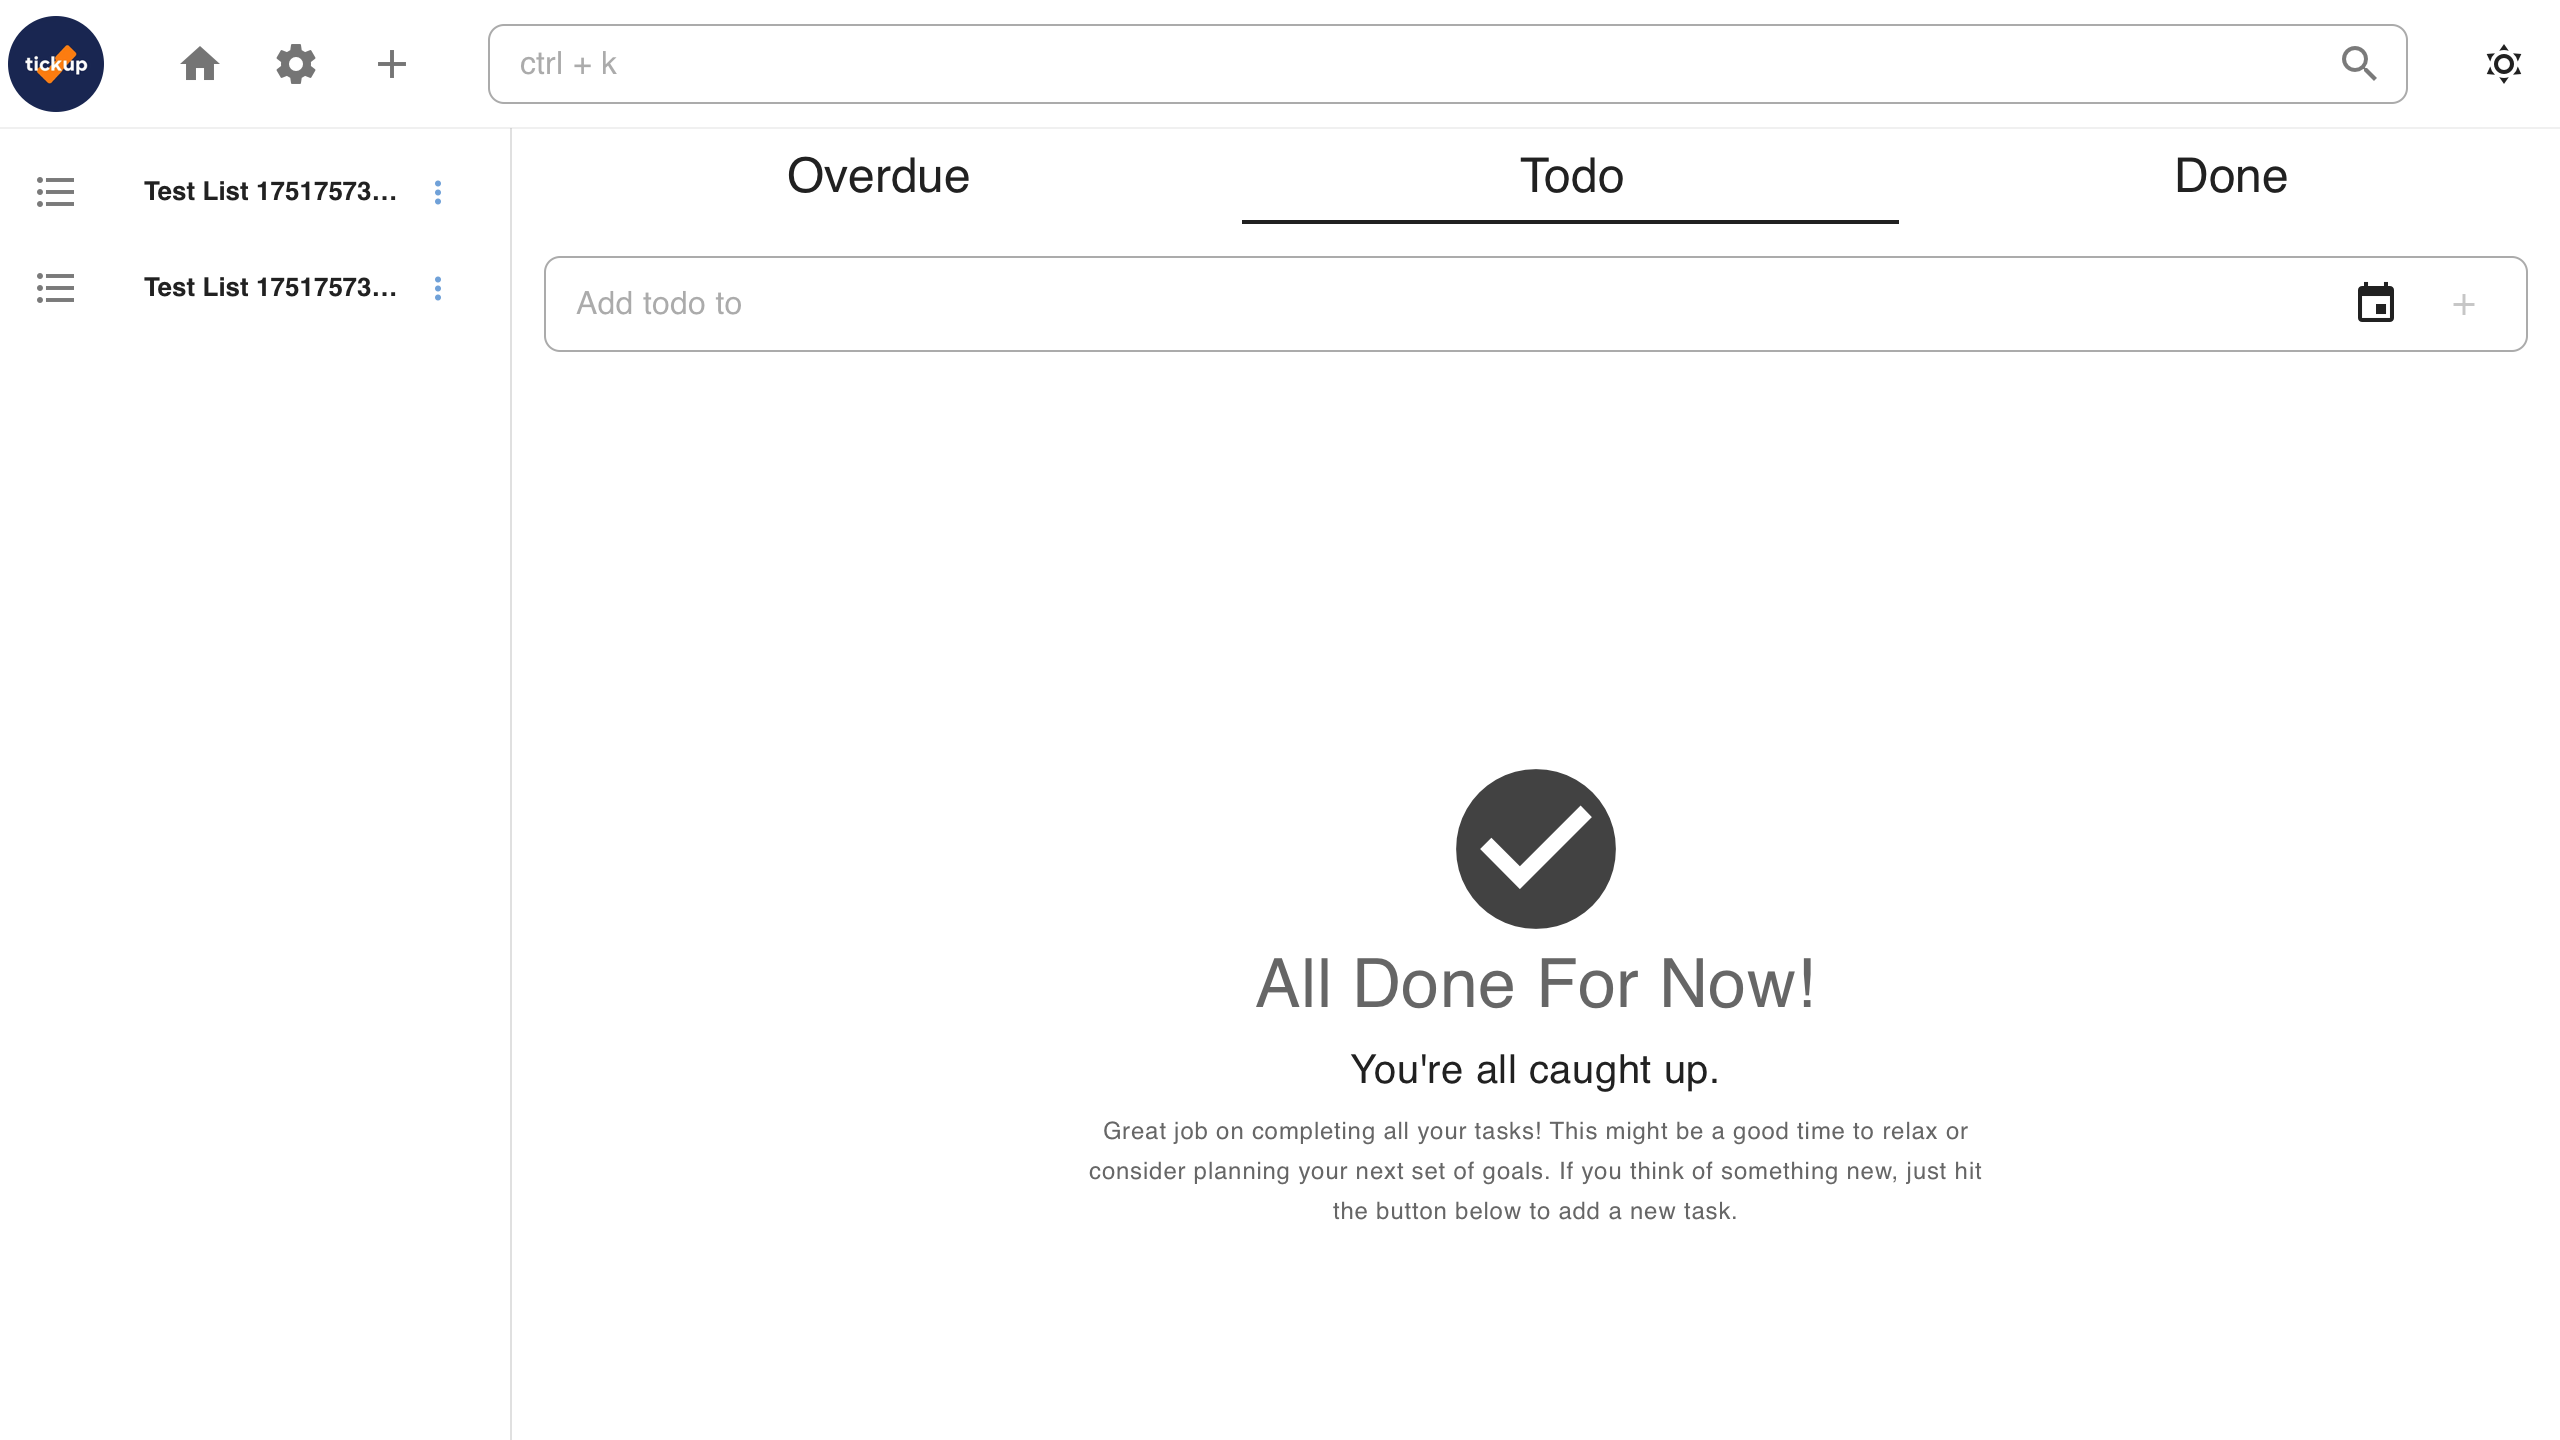 tickup
ctrl + k
Test List 17517573...
Test List 17517573...
Overdue
Todo
Done
Add todo to
All Done For Now!
You're all caught up.
Great job on completing all your tasks! This might be a good time to relax or
consider planning your next set of goals. If you think of something new, just hit
the button below to add a new task.